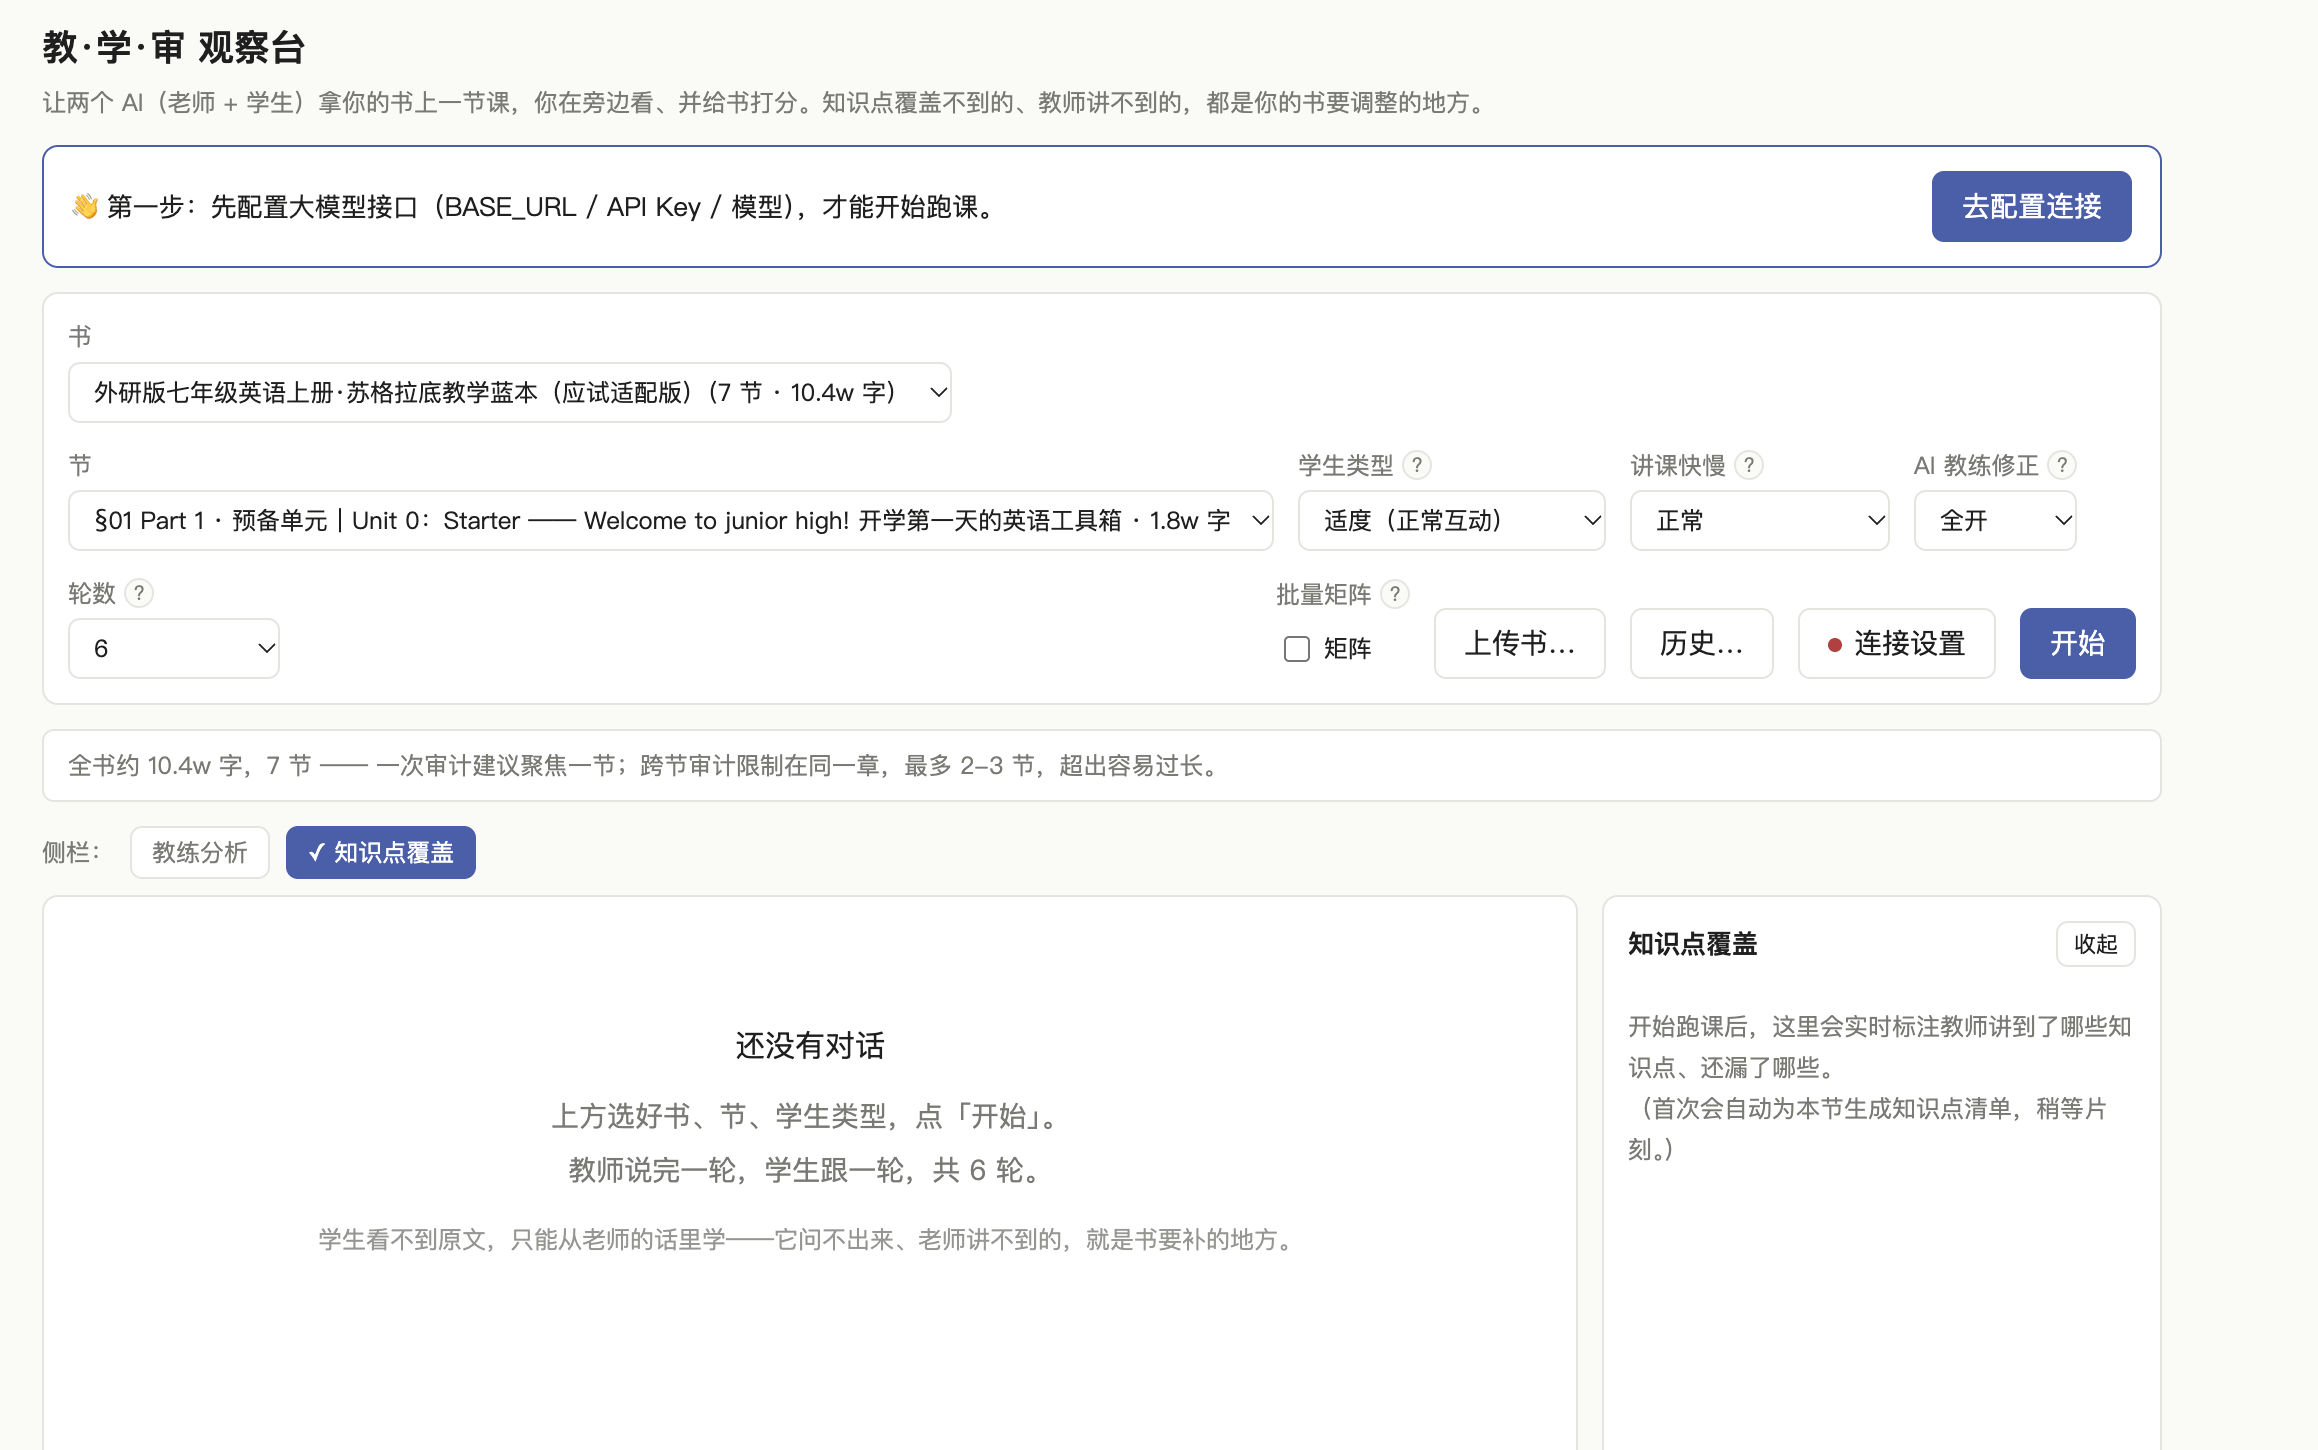 教·学·审 观察台
让两个 AI（老师 + 学生）拿你的书上一节课，你在旁边看、并给书打分。知识点覆盖不到的、教师讲不到的，都是你的书要调整的地方。
👋 第一步：先配置大模型接口（BASE_URL / API Key / 模型），才能开始跑课。
去配置连接
书
外研版七年级英语上册·苏格拉底教学蓝本（应试适配版）（7 节 · 10.4w 字）
节
学生类型 ?
讲课快慢 ?
AI 教练修正 ?
§01 Part 1 · 预备单元 | Unit 0：Starter —— Welcome to junior high! 开学第一天的英语工具箱 · 1.8w 字
适度（正常互动）
正常
全开
轮数 ?
批量矩阵 ?
6
矩阵
上传书…
历史…
连接设置
开始
全书约 10.4w 字，7 节 —— 一次审计建议聚焦一节；跨节审计限制在同一章，最多 2–3 节，超出容易过长。
侧栏：
教练分析
✓ 知识点覆盖
还没有对话
上方选好书、节、学生类型，点「开始」。
教师说完一轮，学生跟一轮，共 6 轮。
学生看不到原文，只能从老师的话里学——它问不出来、老师讲不到的，就是书要补的地方。
知识点覆盖
收起
开始跑课后，这里会实时标注教师讲到了哪些知
识点、还漏了哪些。
（首次会自动为本节生成知识点清单，稍等片
刻。）